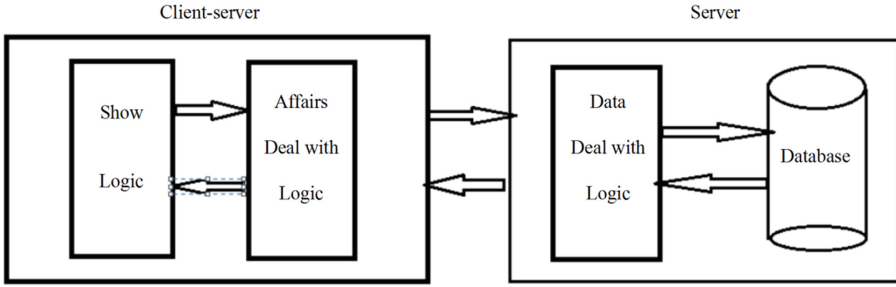 Client-server
Server
Show
Logic
Affairs
Deal with
Logic
Data
Deal with
Logic
Database